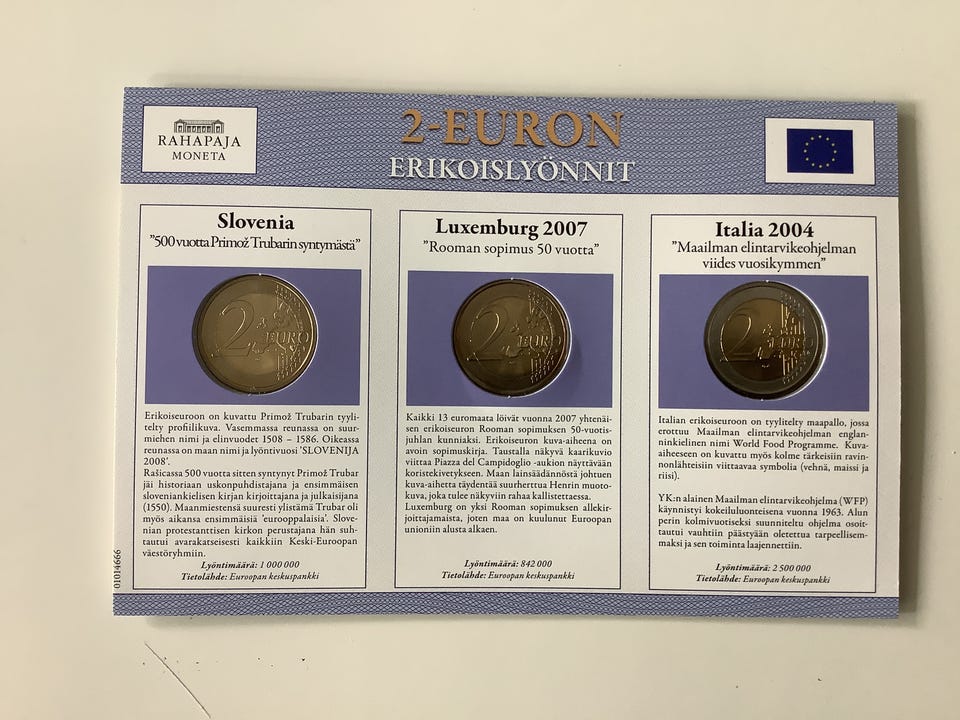 RAHAPAJA
MONETA
2-EURON
ERIKOISLYÖNNIT
Slovenia
"500 vuotta Primož Trubarin syntymästä"
2 EURO
Erikoiseuroon on kuvattu Primož Trubarin tyyli-
telty profiilikuva. Vasemmassa reunassa on suur-
miehen nimi ja elinvuodet 1508 – 1586. Oikeassa
reunassa on maan nimi ja lyöntivuosi 'SLOVENIJA
2008'.
Rašicassa 500 vuotta sitten syntynyt Primož Trubar
jäi historiaan uskonpuhdistajana ja ensimmäisen
sloveniankielisen kirjan kirjoittajana ja julkaisijana
(1550). Maanmiestensä suuresti ylistämä Trubar oli
myös aikansa ensimmäisiä 'eurooppalaisia'. Slove-
nian protestanttisen kirkon perustajana hän suh-
tautui avarakatseisesti kaikkiin Keski-Euroopan
väestöryhmiin.
Lyöntimäärä: 1 000 000
Tietolähde: Euroopan keskuspankki
Luxemburg 2007
"Rooman sopimus 50 vuotta"
2 EURO
Kaikki 13 euromaata löivät vuonna 2007 yhtenäi-
sen erikoiseuron Rooman sopimuksen 50-vuotis-
juhlan kunniaksi. Erikoiseuron kuva-aiheena on
avoin sopimuskirja. Taustalla näkyvä kaarikuvio
viittaa Piazza del Campidoglio -aukion näyttävään
koristekivetykseen. Maan lainsäädännöstä johtuen
kuva-aihetta täydentää suurherttua Henrin muoto-
kuva, joka tulee näkyviin rahaa kallistettaessa.
Luxemburg on yksi Rooman sopimuksen allekir-
joittajamaista, joten maa on kuulunut Euroopan
unioniin alusta alkaen.
Lyöntimäärä: 842 000
Tietolähde: Euroopan keskuspankki
Italia 2004
"Maailman elintarvikeohjelman
viides vuosikymmen"
2 EURO
Italian erikoiseuroon on tyylitelty maapallo, jossa
erottuu Maailman elintarvikeohjelman englan-
ninkielinen nimi World Food Programme. Kuva-
aiheeseen on kuvattu myös kolme tärkeisiin ravin-
nonlähteisiin viittaavaa symbolia (vehnä, maissi ja
riisi).
YK:n alainen Maailman elintarvikeohjelma (WFP)
käynnistyi kokeiluluonteisena vuonna 1963. Alun
perin kolmivuotiseksi suunniteltu ohjelma osoit-
tautui vauhtiin päästyään oletettua tarpeellisem-
maksi ja sen toiminta laajennettiin.
Lyöntimäärä: 2 500 000
Tietolähde: Euroopan keskuspankki
01014666